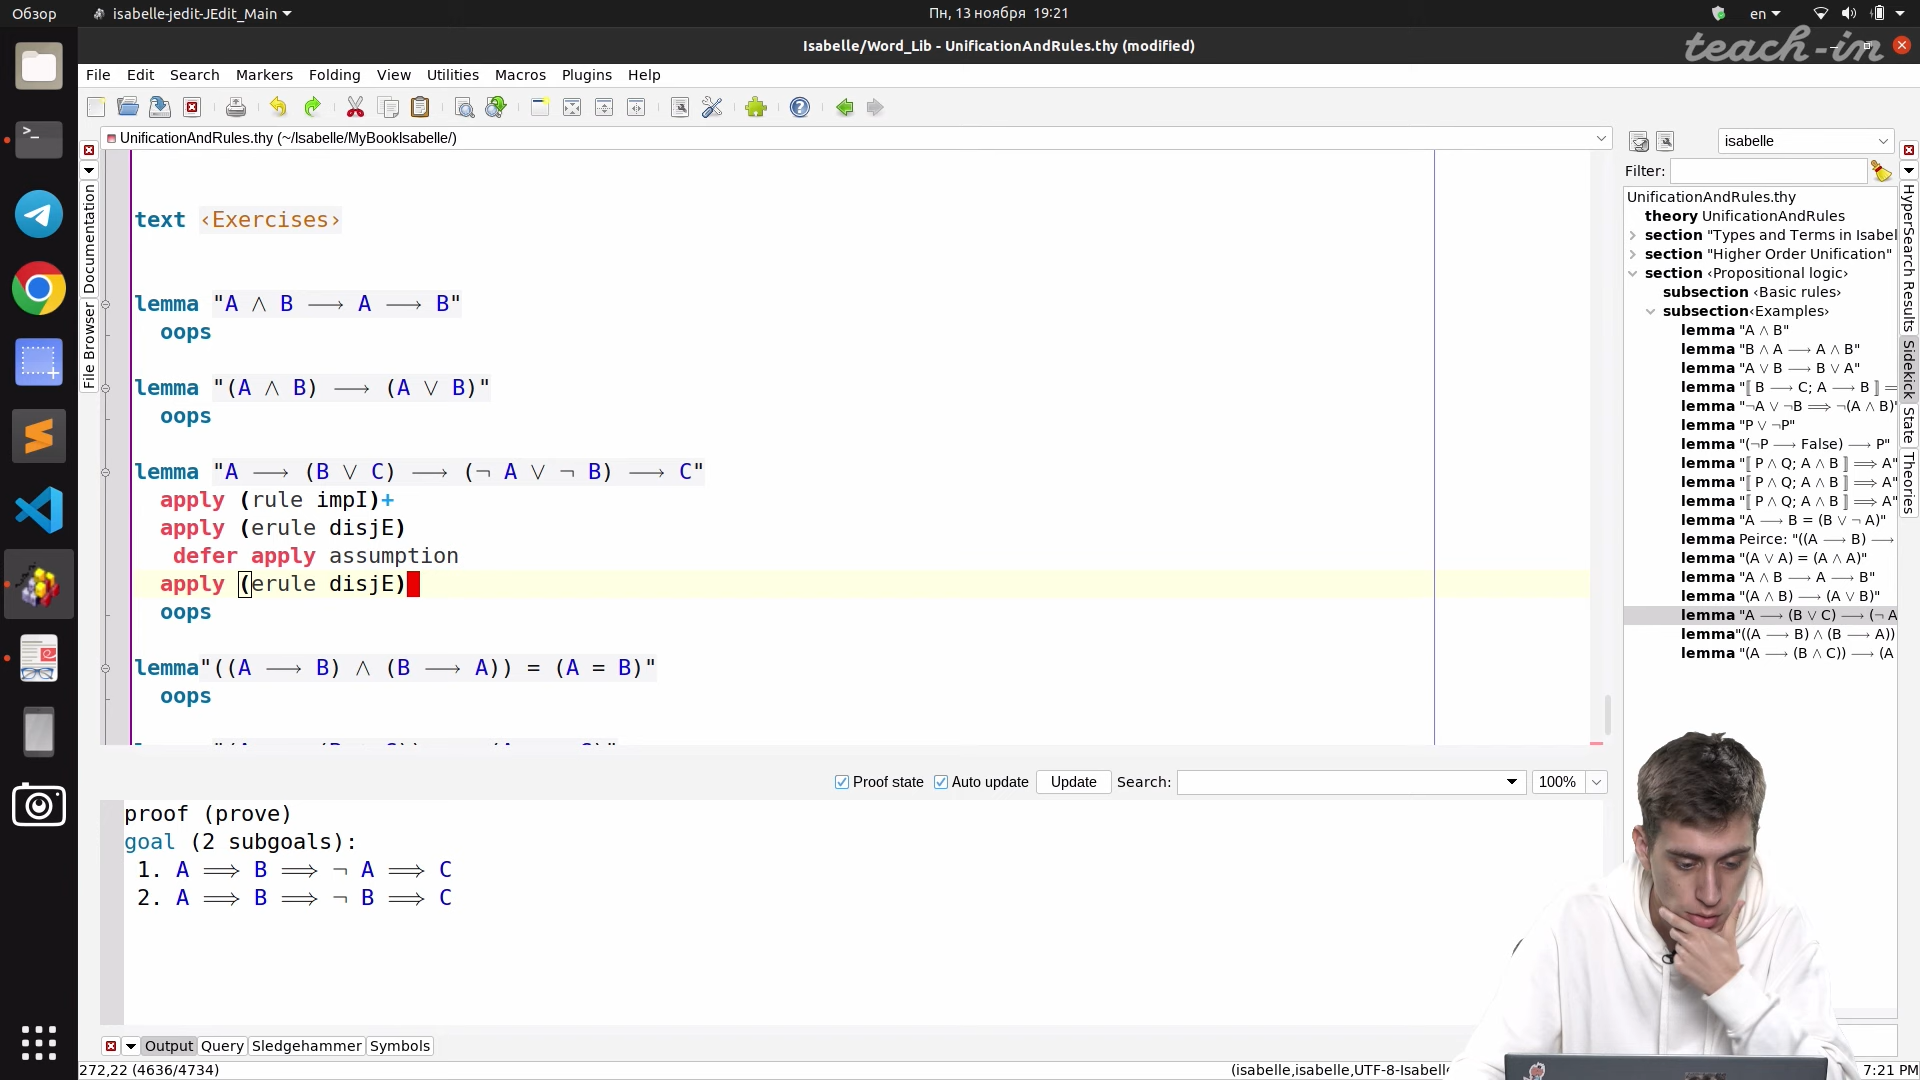 Обзор
isabelle-jedit-JEdit_Main
Пн, 13 ноября 19:21
en
teach-in
Isabelle/Word_Lib - UnificationAndRules.thy (modified)
File Edit Search Markers Folding View Utilities Macros Plugins Help
UnificationAndRules.thy (~/Isabelle/MyBookIsabelle/)
Documentation
File Browser
text ‹Exercises›
lemma "A ∧ B ⟶ A ⟶ B"
oops
lemma "(A ∧ B) ⟶ (A ∨ B)"
oops
lemma "A ⟶ (B ∨ C) ⟶ (¬ A ∨ ¬ B) ⟶ C"
apply (rule impI)+
apply (erule disjE)
defer apply assumption
apply (erule disjE)
oops
lemma"((A ⟶ B) ∧ (B ⟶ A)) = (A = B)"
oops
isabelle
Filter:
UnificationAndRules.thy
theory UnificationAndRules
section "Types and Terms in Isabel
section "Higher Order Unification"
section ‹Propositional logic›
subsection ‹Basic rules›
subsection‹Examples›
lemma "A ∧ B"
lemma "B ∧ A ⟶ A ∧ B"
lemma "A ∨ B ⟶ B ∨ A"
lemma "⟦ B ⟶ C; A ⟶ B ⟧ =
lemma "¬A ∨ ¬B ⟹ ¬(A ∧ B)"
lemma "P ∨ ¬P"
lemma "(¬P ⟶ False) ⟶ P"
lemma "⟦ P ∧ Q; A ∧ B ⟧ ⟹ A"
lemma "⟦ P ∧ Q; A ∧ B ⟧ ⟹ A"
lemma "⟦ P ∧ Q; A ∧ B ⟧ ⟹ A"
lemma "A ⟶ B = (B ∨ ¬ A)"
lemma Peirce: "((A ⟶ B) ⟶
lemma "(A ∨ A) = (A ∧ A)"
lemma "A ∧ B ⟶ A ⟶ B"
lemma "(A ∧ B) ⟶ (A ∨ B)"
lemma "A ⟶ (B ∨ C) ⟶ (¬ A
lemma"((A ⟶ B) ∧ (B ⟶ A))
lemma "(A ⟶ (B ∧ C)) ⟶ (A
HyperSearch Results
Sidekick
State
Theories
Proof state
Auto update
Update
Search:
100%
proof (prove)
goal (2 subgoals):
1. A ⟹ B ⟹ ¬ A ⟹ C
2. A ⟹ B ⟹ ¬ B ⟹ C
Output Query Sledgehammer Symbols
272,22 (4636/4734)
(isabelle,isabelle,UTF-8-Isabelle
7:21 PM